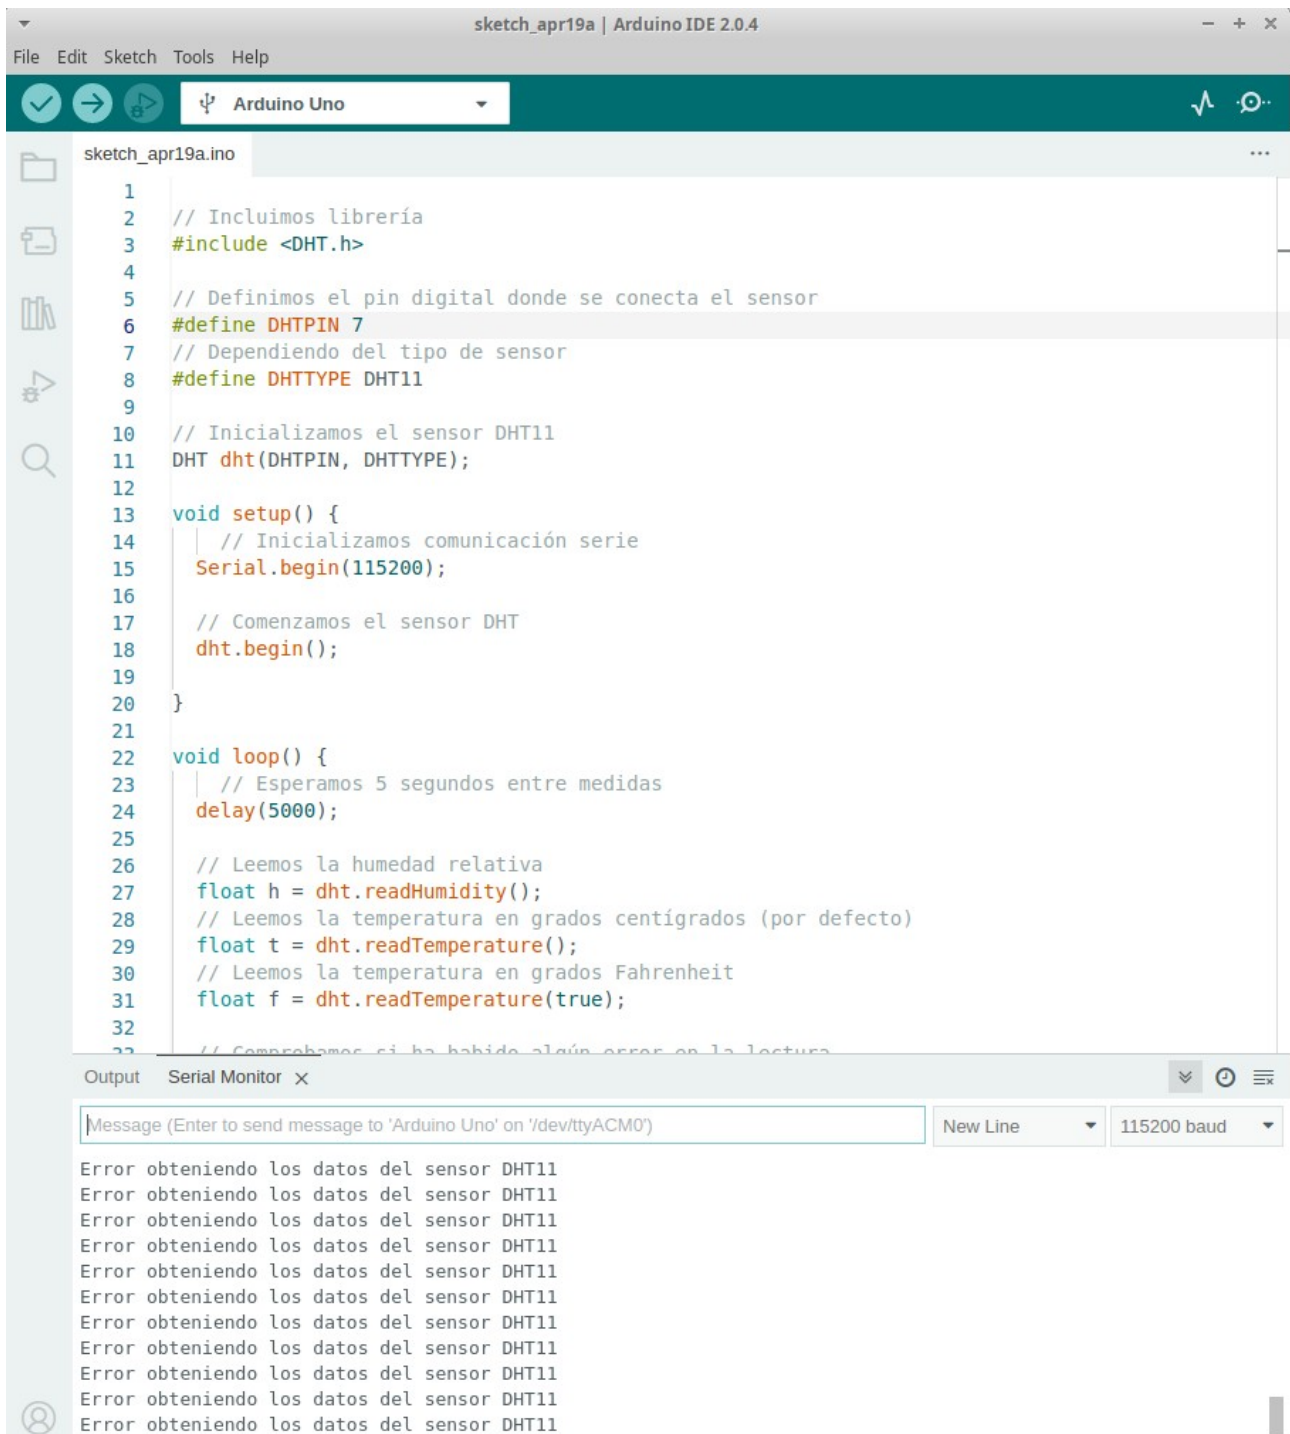 sketch_apr19a | Arduino IDE 2.0.4
File Edit Sketch Tools Help
Arduino Uno
sketch_apr19a.ino
1
2 // Incluimos librería
3 #include <DHT.h>
4
5 // Definimos el pin digital donde se conecta el sensor
6 #define DHTPIN 7
7 // Dependiendo del tipo de sensor
8 #define DHTTYPE DHT11
9
10 // Inicializamos el sensor DHT11
11 DHT dht(DHTPIN, DHTTYPE);
12
13 void setup() {
14 // Inicializamos comunicación serie
15 Serial.begin(115200);
16
17 // Comenzamos el sensor DHT
18 dht.begin();
19
20 }
21
22 void loop() {
23 // Esperamos 5 segundos entre medidas
24 delay(5000);
25
26 // Leemos la humedad relativa
27 float h = dht.readHumidity();
28 // Leemos la temperatura en grados centígrados (por defecto)
29 float t = dht.readTemperature();
30 // Leemos la temperatura en grados Fahrenheit
31 float f = dht.readTemperature(true);
32
33 // Comprobamos si ha habido algún error en la lectura
Output Serial Monitor
Message (Enter to send message to 'Arduino Uno' on '/dev/ttyACM0') New Line 115200 baud
Error obteniendo los datos del sensor DHT11
Error obteniendo los datos del sensor DHT11
Error obteniendo los datos del sensor DHT11
Error obteniendo los datos del sensor DHT11
Error obteniendo los datos del sensor DHT11
Error obteniendo los datos del sensor DHT11
Error obteniendo los datos del sensor DHT11
Error obteniendo los datos del sensor DHT11
Error obteniendo los datos del sensor DHT11
Error obteniendo los datos del sensor DHT11
Error obteniendo los datos del sensor DHT11